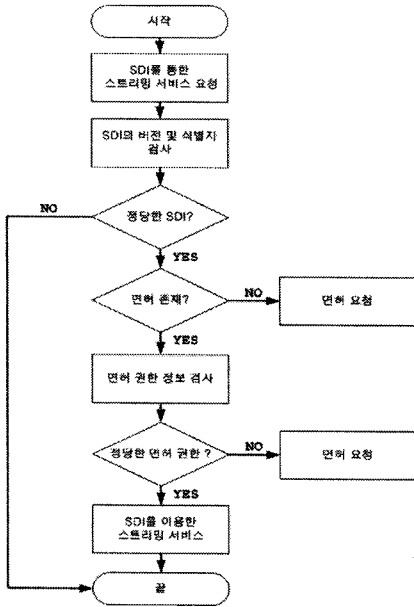 시작
SDI를 통한
스트리밍 서비스 요청
SDI의 버전 및 식별자
검사
정당한 SDI?
NO
YES
면허 존재?
NO
면허 요청
YES
면허 권한 정보 검사
정당한 면허 권한 ?
NO
면허 요청
YES
SDI를 이용한
스트리밍 서비스
끝